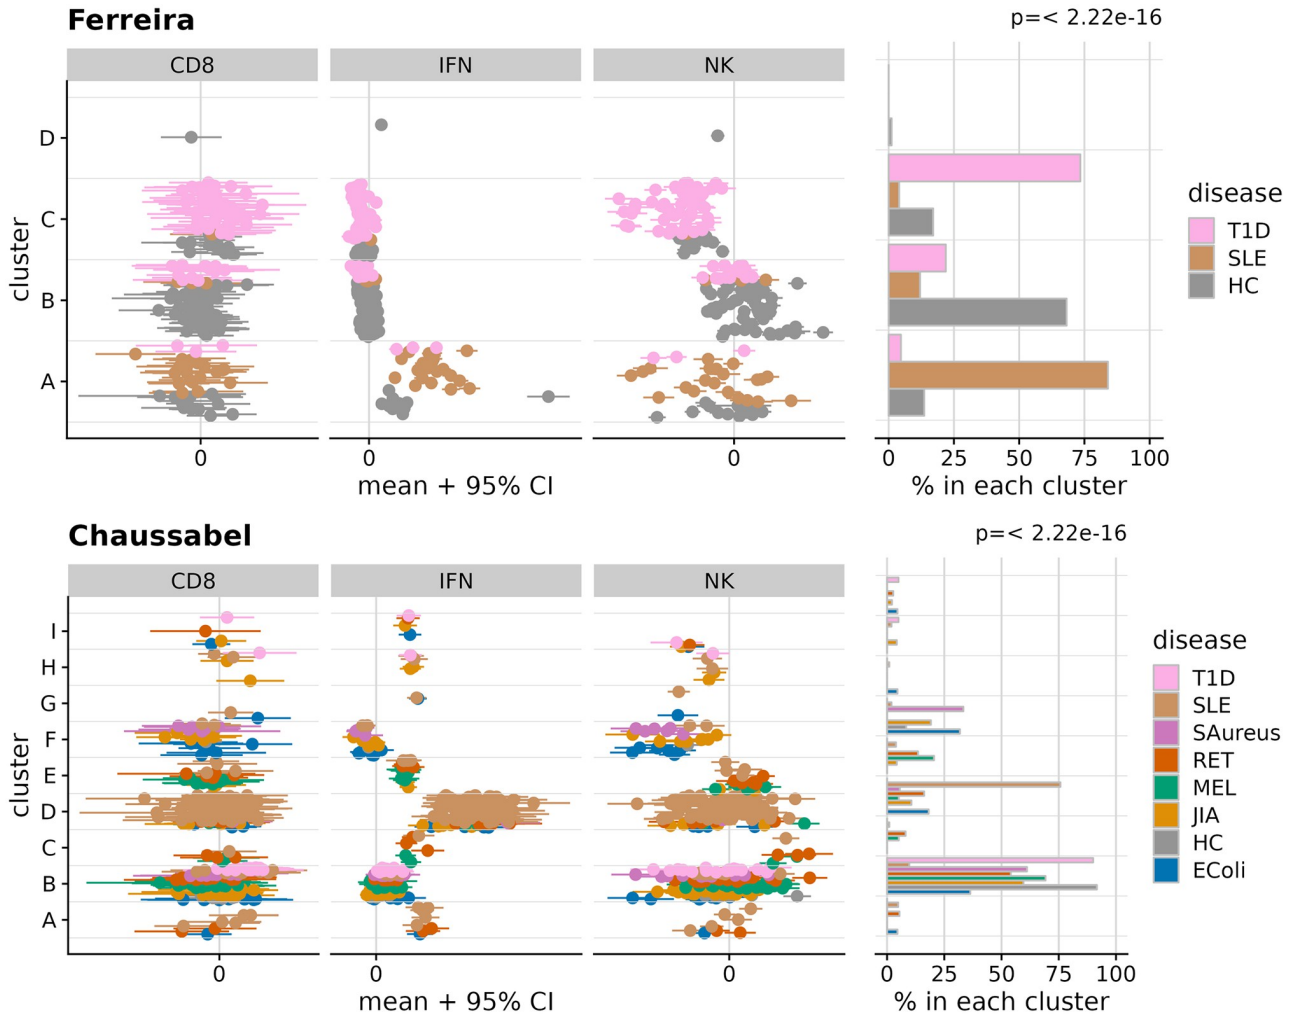 Ferreira
p=< 2.22e-16
CD8 IFN NK
cluster
D
C
B
A
0 0 0 0 25 50 75 100
mean + 95% CI % in each cluster
disease
T1D
SLE
HC
Chaussabel
p=< 2.22e-16
CD8 IFN NK
cluster
I
H
G
F
E
D
C
B
A
0 0 0 0 25 50 75 100
mean + 95% CI % in each cluster
disease
T1D
SLE
SAureus
RET
MEL
JIA
HC
EColi